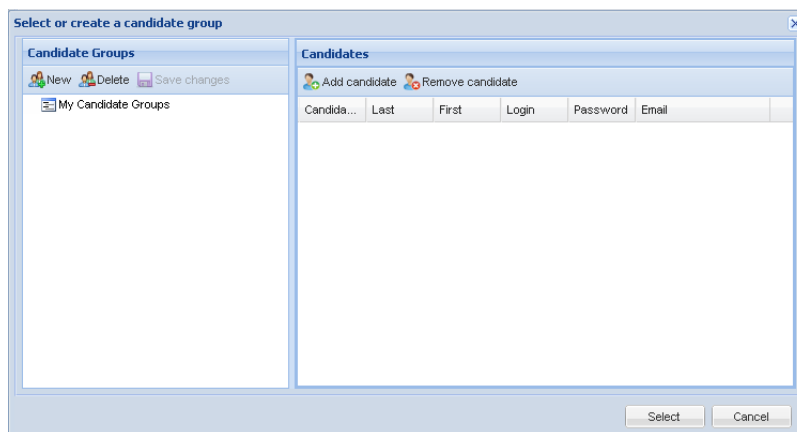 Select or create a candidate group
Candidate Groups
New Delete Save changes
My Candidate Groups
Candidates
Add candidate Remove candidate
Candida... Last First Login Password Email
Select Cancel